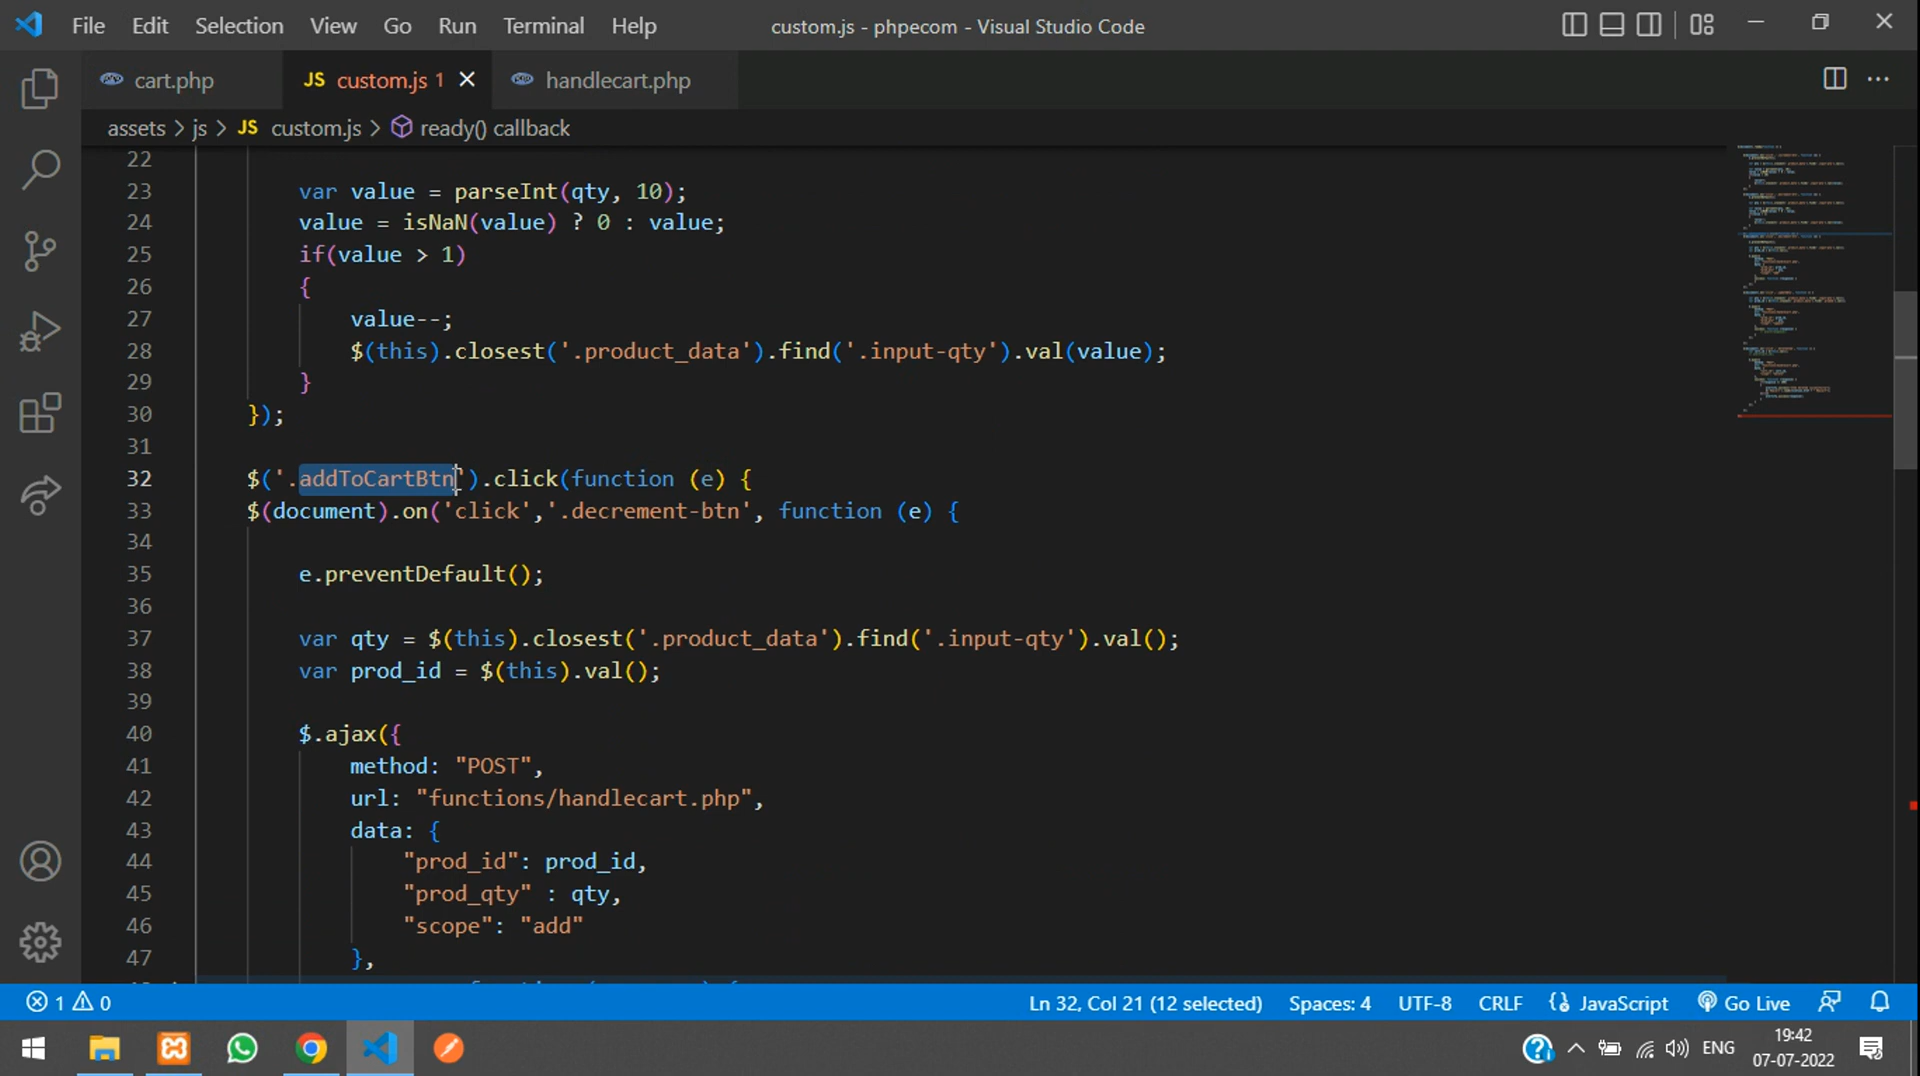 File Edit Selection View Go Run Terminal Help custom.js - phpecom - Visual Studio Code
cart.php JS custom.js 1 handlecart.php
assets > js > JS custom.js > ready() callback
22
23 var value = parseInt(qty, 10);
24 value = isNaN(value) ? 0 : value;
25 if(value > 1)
26 {
27 value--;
28 $(this).closest('.product_data').find('.input-qty').val(value);
29 }
30 });
31
32 $('.addToCartBtn').click(function (e) {
33 $(document).on('click','.decrement-btn', function (e) {
34
35 e.preventDefault();
36
37 var qty = $(this).closest('.product_data').find('.input-qty').val();
38 var prod_id = $(this).val();
39
40 $.ajax({
41 method: "POST",
42 url: "functions/handlecart.php",
43 data: {
44 "prod_id": prod_id,
45 "prod_qty" : qty,
46 "scope": "add"
47 },
1 0 Ln 32, Col 21 (12 selected) Spaces: 4 UTF-8 CRLF JavaScript Go Live
ENG 19:42
07-07-2022